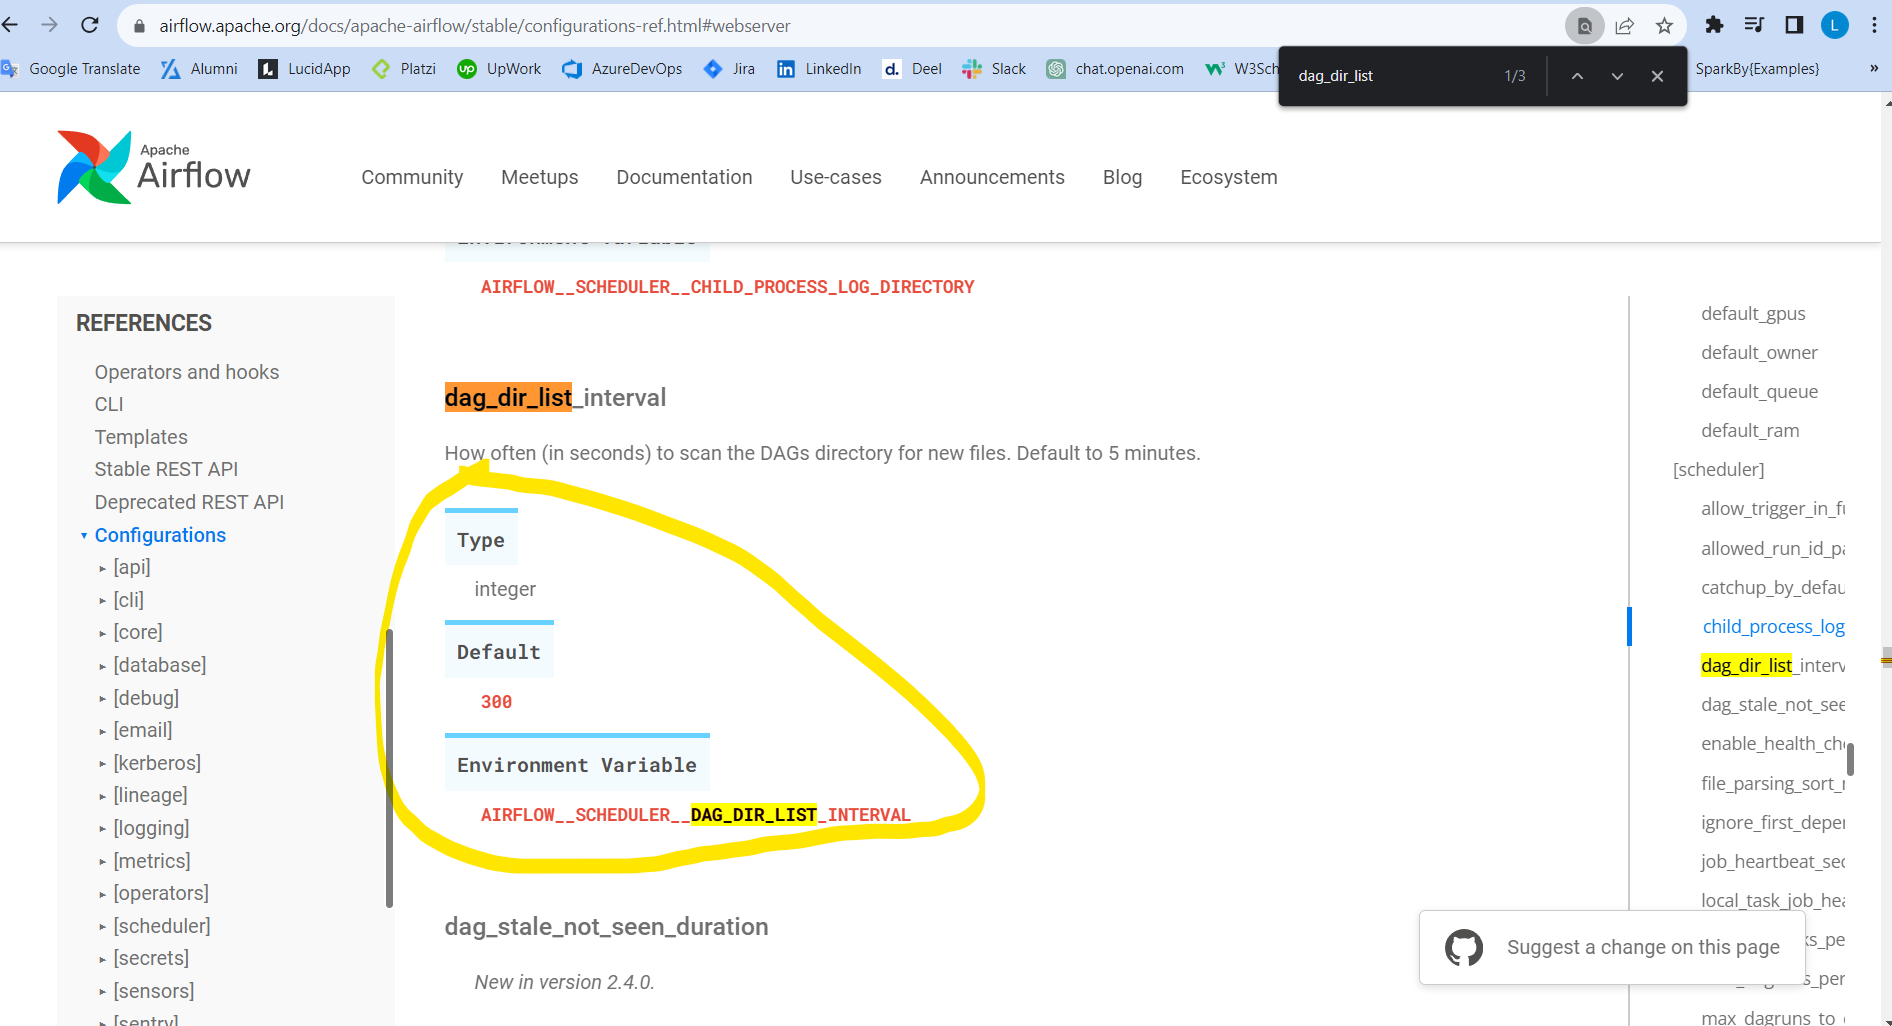 airflow.apache.org/docs/apache-airflow/stable/configurations-ref.html#webserver
L
Google Translate
Alumni
LucidApp
Platzi
UpWork
AzureDevOps
Jira
LinkedIn
Deel
Slack
chat.openai.com
W3Sch
SparkBy{Examples}
»
dag_dir_list
1/3
Apache
Airflow
Community
Meetups
Documentation
Use-cases
Announcements
Blog
Ecosystem
REFERENCES
Operators and hooks
CLI
Templates
Stable REST API
Deprecated REST API
Configurations
[api]
[cli]
[core]
[database]
[debug]
[email]
[kerberos]
[lineage]
[logging]
[metrics]
[operators]
[scheduler]
[secrets]
[sensors]
[sentry]
AIRFLOW__SCHEDULER__CHILD_PROCESS_LOG_DIRECTORY
dag_dir_list_interval
How often (in seconds) to scan the DAGs directory for new files. Default to 5 minutes.
Type
integer
Default
300
Environment Variable
AIRFLOW__SCHEDULER__DAG_DIR_LIST_INTERVAL
dag_stale_not_seen_duration
New in version 2.4.0.
default_gpus
default_owner
default_queue
default_ram
[scheduler]
allow_trigger_in_fu
allowed_run_id_pa
catchup_by_defau
child_process_log
dag_dir_list_interv
dag_stale_not_see
enable_health_che
file_parsing_sort_
ignore_first_depen
job_heartbeat_sec
local_task_job_hea
ks_pe
s_per
max_dagruns_to_
Suggest a change on this page